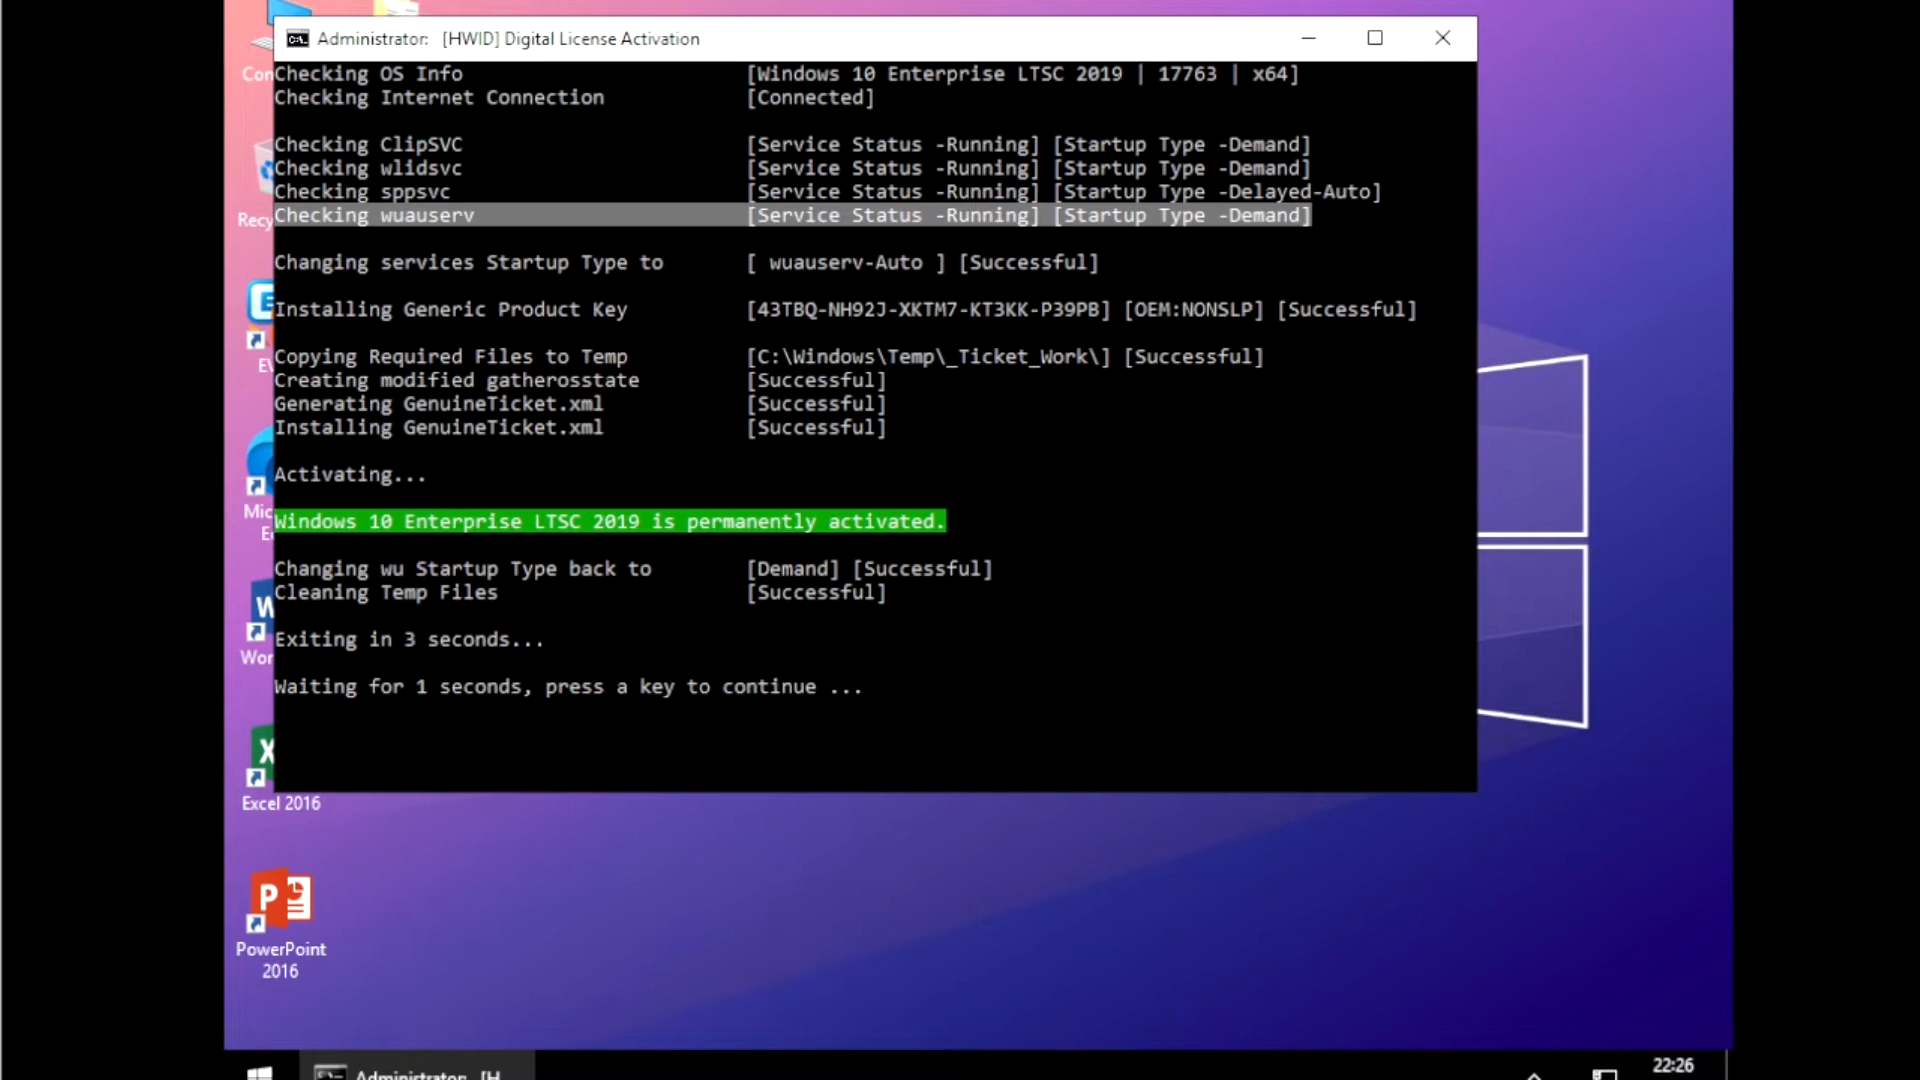 Administrator: [HWID] Digital License Activation
Checking OS Info [Windows 10 Enterprise LTSC 2019 | 17763 | x64]
Checking Internet Connection [Connected]
Checking ClipSVC [Service Status -Running] [Startup Type -Demand]
Checking wlidsvc [Service Status -Running] [Startup Type -Demand]
Checking sppsvc [Service Status -Running] [Startup Type -Delayed-Auto]
Checking wuauserv [Service Status -Running] [Startup Type -Demand]
Changing services Startup Type to [ wuauserv-Auto ] [Successful]
Installing Generic Product Key [43TBQ-NH92J-XKTM7-KT3KK-P39PB] [OEM:NONSLP] [Successful]
Copying Required Files to Temp [C:\Windows\Temp\_Ticket_Work\] [Successful]
Creating modified gatherosstate [Successful]
Generating GenuineTicket.xml [Successful]
Installing GenuineTicket.xml [Successful]
Activating...
Windows 10 Enterprise LTSC 2019 is permanently activated.
Changing wu Startup Type back to [Demand] [Successful]
Cleaning Temp Files [Successful]
Exiting in 3 seconds...
Waiting for 1 seconds, press a key to continue ...
Excel 2016
PowerPoint
2016
Administrator: [H
22:26